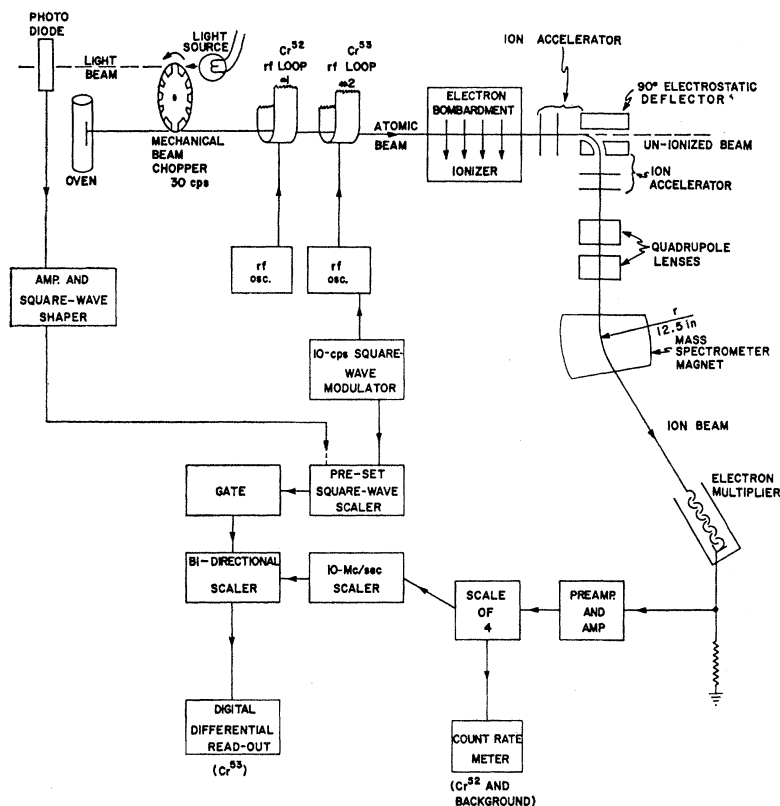 PHOTO
DIODE
LIGHT
SOURCE
LIGHT
BEAM
Cr52
rf LOOP
Cr53
rf LOOP
ION ACCELERATOR
90° ELECTROSTATIC
DEFLECTOR
ELECTRON
BOMBARDMENT
IONIZER
ATOMIC
BEAM
UN-IONIZED BEAM
OVEN
MECHANICAL
BEAM
CHOPPER
30 cps
ION
ACCELERATOR
QUADRUPOLE
LENSES
AMP. AND
SQUARE-WAVE
SHAPER
rf
osc.
rf
osc.
r
12.5 in
MASS
SPECTROMETER
MAGNET
10-cps SQUARE-
WAVE
MODULATOR
ION BEAM
GATE
PRE-SET
SQUARE-WAVE
SCALER
ELECTRON
MULTIPLIER
BI-DIRECTIONAL
SCALER
10-Mc/sec
SCALER
SCALE
OF
4
PREAMP.
AND
AMP
DIGITAL
DIFFERENTIAL
READ-OUT
(Cr53)
COUNT RATE
METER
(Cr52 AND
BACKGROUND)